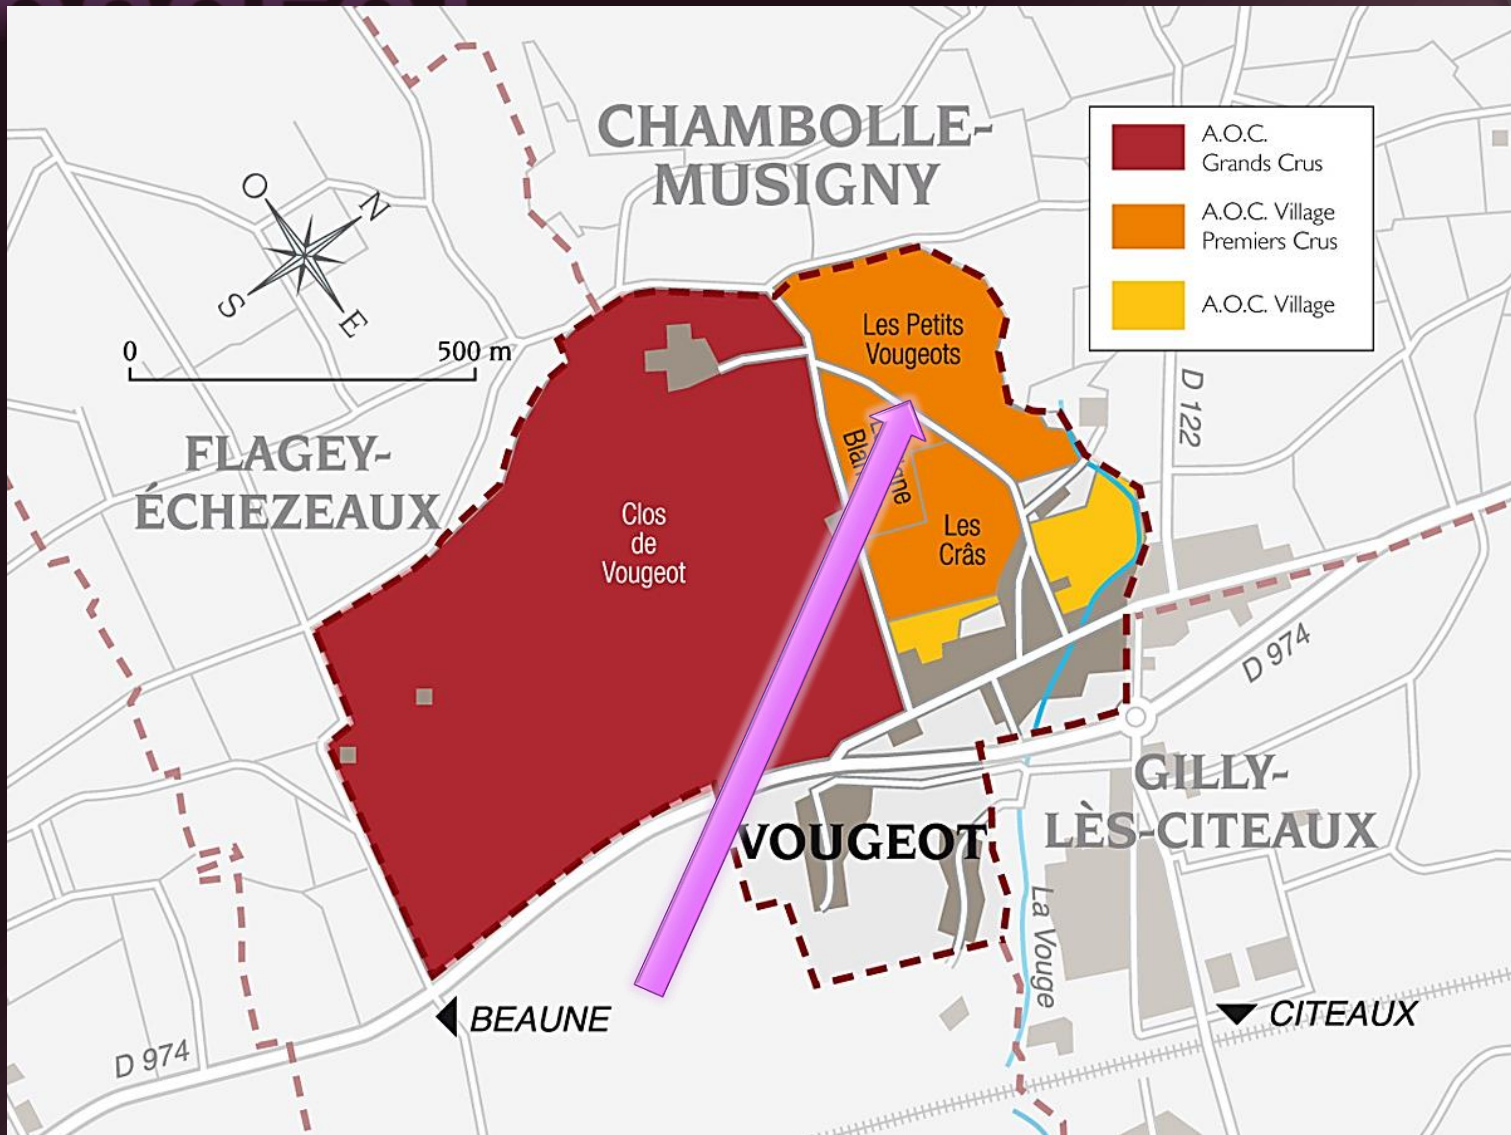 CHAMBOLLE-
MUSIGNY
A.O.C.
Grands Crus
A.O.C. Village
Premiers Crus
A.O.C. Village
O
N
S
E
0
500 m
Les Petits
Vougeots
D 122
FLAGEY-
ÉCHEZEAUX
Clos
de
Vougeot
Les
Crâs
D 974
GILLY-
LÈS-CITEAUX
VOUGEOT
La Vouge
BEAUNE
CITEAUX
D 974